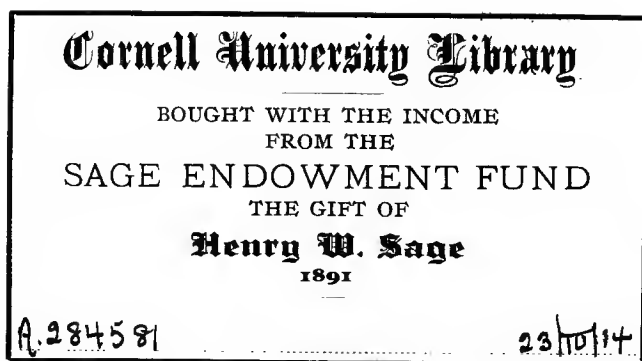 Cornell University Library
BOUGHT WITH THE INCOME
FROM THE
SAGE ENDOWMENT FUND
THE GIFT OF
Henry W. Sage
1891
A.284581 23/10/14